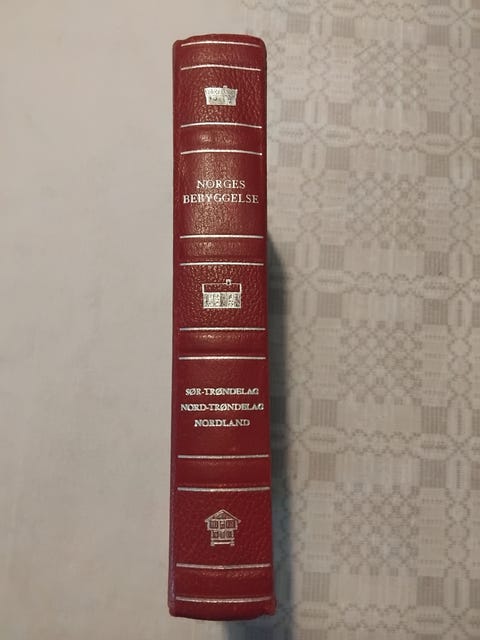 NORGES
BEBYGGELSE
SØR-TRØNDELAG
NORD-TRØNDELAG
NORDLAND